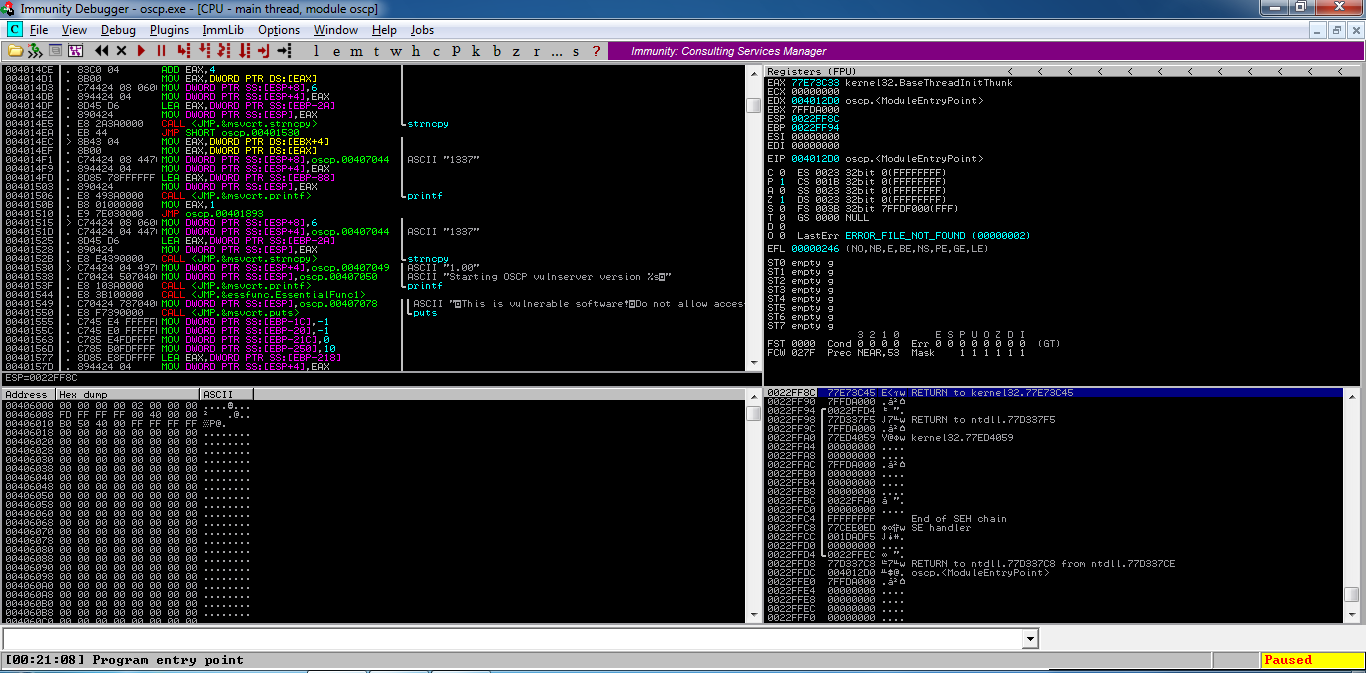 Immunity Debugger - oscp.exe - [CPU - main thread, module oscp]
C File View Debug Plugins ImmLib Options Window Help Jobs
l e m t w h c P k b z r ... s ? Immunity: Consulting Services Manager
004014CE . 83C0 04 ADD EAX,4
004014D1 . 8B00 MOV EAX,DWORD PTR DS:[EAX]
004014D3 . C74424 08 060 MOV DWORD PTR SS:[ESP+8],6
004014DB . 894424 04 MOV DWORD PTR SS:[ESP+4],EAX
004014DF . 8D45 D6 LEA EAX,DWORD PTR SS:[EBP-2A]
004014E2 . 890424 MOV DWORD PTR SS:[ESP],EAX
004014E5 . E8 2A3A0000 CALL <JMP.&msvcrt.strncpy> strncpy
004014EA . EB 44 JMP SHORT oscp.00401530
004014EC > 8B43 04 MOV EAX,DWORD PTR DS:[EBX+4]
004014EF . 8B00 MOV EAX,DWORD PTR DS:[EAX]
004014F1 . C74424 08 447 MOV DWORD PTR SS:[ESP+8],oscp.00407044 ASCII "1337"
004014F9 . 894424 04 MOV DWORD PTR SS:[ESP+4],EAX
004014FD . 8D85 78FFFFFF LEA EAX,DWORD PTR SS:[EBP-88]
00401503 . 890424 MOV DWORD PTR SS:[ESP],EAX
00401506 . E8 493A0000 CALL <JMP.&msvcrt.printf> printf
0040150B . B8 01000000 MOV EAX,1
00401510 . E9 7E030000 JMP oscp.00401893
00401515 > C74424 08 060 MOV DWORD PTR SS:[ESP+8],6
0040151D . C74424 04 447 MOV DWORD PTR SS:[ESP+4],oscp.00407044 ASCII "1337"
00401525 . 8D45 D6 LEA EAX,DWORD PTR SS:[EBP-2A]
00401528 . 890424 MOV DWORD PTR SS:[ESP],EAX
0040152B . E8 E4390000 CALL <JMP.&msvcrt.strncpy> strncpy
00401530 > C74424 04 497 MOV DWORD PTR SS:[ESP+4],oscp.00407049 ASCII "1.00"
00401538 . C70424 507040 MOV DWORD PTR SS:[ESP],oscp.00407050 ASCII "Starting OSCP vulnserver version %s"
0040153F . E8 103A0000 CALL <JMP.&msvcrt.printf> printf
00401544 . E8 3B100000 CALL <JMP.&essfunc.EssentialFunc1>
00401549 . C70424 787040 MOV DWORD PTR SS:[ESP],oscp.00407078 ASCII "This is vulnerable software!Do not allow acces
00401550 . E8 F7390000 CALL <JMP.&msvcrt.puts> puts
00401555 . C745 E4 FFFFF MOV DWORD PTR SS:[EBP-1C],-1
0040155C . C745 E0 FFFFF MOV DWORD PTR SS:[EBP-20],-1
00401563 . C785 E4FDFFFF MOV DWORD PTR SS:[EBP-21C],0
0040156D . C785 B0FDFFFF MOV DWORD PTR SS:[EBP-250],10
00401577 . 8D85 E8FDFFFF LEA EAX,DWORD PTR SS:[EBP-218]
0040157D . 894424 04 MOV DWORD PTR SS:[ESP+4],EAX
ESP=0022FF8C
Registers (FPU) < < < < < < < < < < < <
EAX 77E73C33 kernel32.BaseThreadInitThunk
ECX 00000000
EDX 004012D0 oscp.<ModuleEntryPoint>
EBX 7FFDA000
ESP 0022FF8C
EBP 0022FF94
ESI 00000000
EDI 00000000
EIP 004012D0 oscp.<ModuleEntryPoint>
C 0 ES 0023 32bit 0(FFFFFFFF)
P 1 CS 001B 32bit 0(FFFFFFFF)
A 0 SS 0023 32bit 0(FFFFFFFF)
Z 1 DS 0023 32bit 0(FFFFFFFF)
S 0 FS 003B 32bit 7FFDF000(FFF)
T 0 GS 0000 NULL
D 0
O 0 LastErr ERROR_FILE_NOT_FOUND (00000002)
EFL 00000246 (NO,NB,E,BE,NS,PE,GE,LE)
ST0 empty g
ST1 empty g
ST2 empty g
ST3 empty g
ST4 empty g
ST5 empty g
ST6 empty g
ST7 empty g
3 2 1 0 E S P U O Z D I
FST 0000 Cond 0 0 0 0 Err 0 0 0 0 0 0 0 0 (GT)
FCW 027F Prec NEAR,53 Mask 1 1 1 1 1 1
Address Hex dump ASCII
00406000 00 00 00 00 02 00 00 00
00406008 FD FF FF FF 00 40 00 00
00406010 B0 50 40 00 FF FF FF FF
00406018 00 00 00 00 00 00 00 00 ........
00406020 00 00 00 00 00 00 00 00 ........
00406028 00 00 00 00 00 00 00 00 ........
00406030 00 00 00 00 00 00 00 00 ........
00406038 00 00 00 00 00 00 00 00 ........
00406040 00 00 00 00 00 00 00 00 ........
00406048 00 00 00 00 00 00 00 00 ........
00406050 00 00 00 00 00 00 00 00 ........
00406058 00 00 00 00 00 00 00 00 ........
00406060 00 00 00 00 00 00 00 00 ........
00406068 00 00 00 00 00 00 00 00 ........
00406070 00 00 00 00 00 00 00 00 ........
00406078 00 00 00 00 00 00 00 00 ........
00406080 00 00 00 00 00 00 00 00 ........
00406088 00 00 00 00 00 00 00 00 ........
00406090 00 00 00 00 00 00 00 00 ........
00406098 00 00 00 00 00 00 00 00 ........
004060A0 00 00 00 00 00 00 00 00 ........
004060A8 00 00 00 00 00 00 00 00 ........
004060B0 00 00 00 00 00 00 00 00 ........
004060B8 00 00 00 00 00 00 00 00 ........
004060C0 00 00 00 00 00 00 00 00 ........
0022FF8C 77E73C45 E<rw RETURN to kernel32.77E73C45
0022FF90 7FFDA000
0022FF94 0022FFD4
0022FF98 77D337F5 RETURN to ntdll.77D337F5
0022FF9C 7FFDA000
0022FFA0 77ED4059 kernel32.77ED4059
0022FFA4 00000000 ....
0022FFA8 00000000 ....
0022FFAC 7FFDA000
0022FFB0 00000000 ....
0022FFB4 00000000 ....
0022FFB8 00000000 ....
0022FFBC 0022FFA0
0022FFC0 00000000 ....
0022FFC4 FFFFFFFF End of SEH chain
0022FFC8 77CEE0ED SE handler
0022FFCC 001DADF5
0022FFD0 00000000 ....
0022FFD4 0022FFEC
0022FFD8 77D337C8 RETURN to ntdll.77D337C8 from ntdll.77D337CE
0022FFDC 004012D0 oscp.<ModuleEntryPoint>
0022FFE0 7FFDA000
0022FFE4 00000000 ....
0022FFE8 00000000 ....
0022FFEC 00000000 ....
0022FFF0 00000000 ....
[00:21:08] Program entry point
Paused